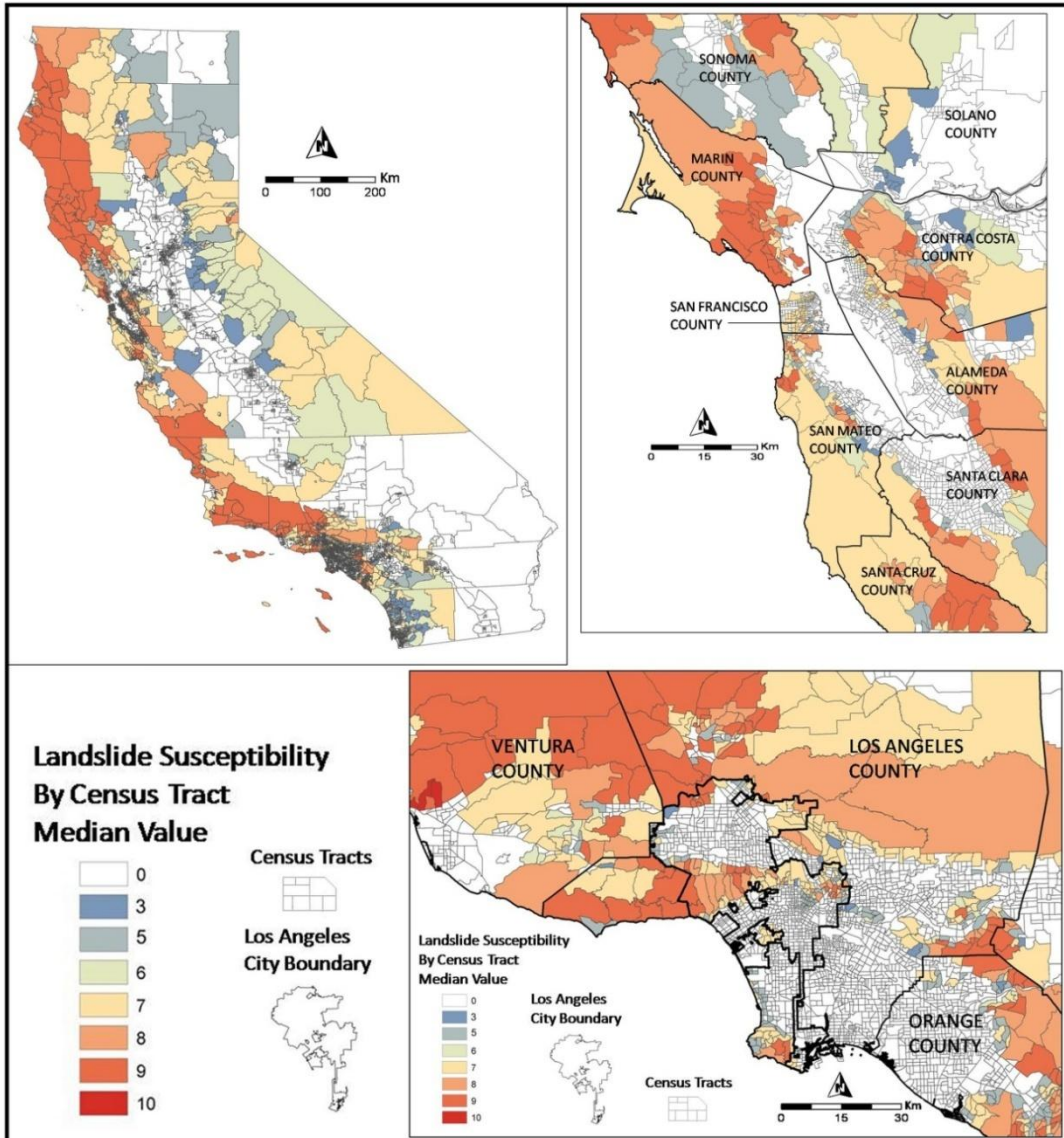 Km
0 100 200
SONOMA
COUNTY
SOLANO
COUNTY
MARIN
COUNTY
CONTRA COSTA
COUNTY
SAN FRANCISCO
COUNTY
ALAMEDA
COUNTY
N
SAN MATEO
COUNTY
Km
0 15 30
SANTA CLARA
COUNTY
SANTA CRUZ
COUNTY
Landslide Susceptibility
By Census Tract
Median Value
0
3
5
6
7
8
9
10
Census Tracts
Los Angeles
City Boundary
VENTURA
COUNTY
LOS ANGELES
COUNTY
ORANGE
COUNTY
Landslide Susceptibility
By Census Tract
Median Value
0
3
5
6
7
8
9
10
Los Angeles
City Boundary
Census Tracts
N
Km
0 15 30